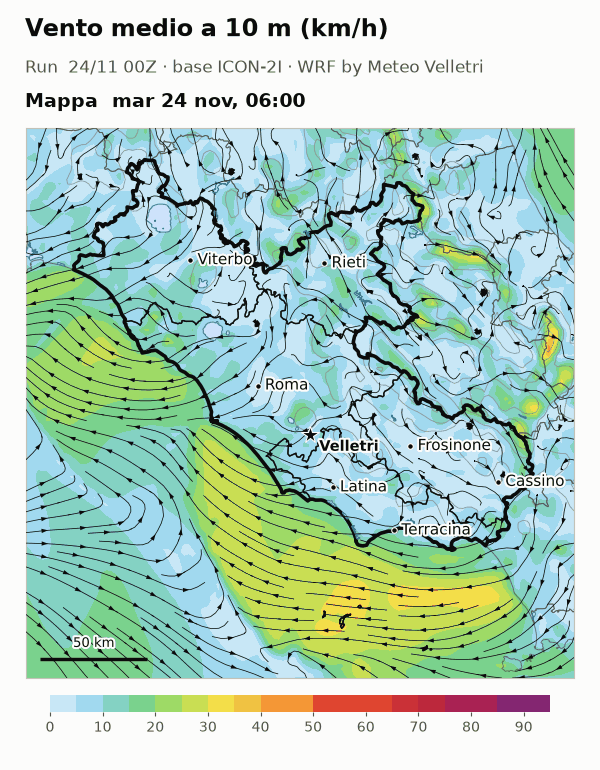 Vento medio a 10 m (km/h)
Run 24/11 00Z · base ICON-2I · WRF by Meteo Velletri
Mappa mar 24 nov, 06:00
Viterbo
Rieti
Roma
Velletri
Frosinone
Latina
Cassino
Terracina
50 km
0 10 20 30 40 50 60 70 80 90